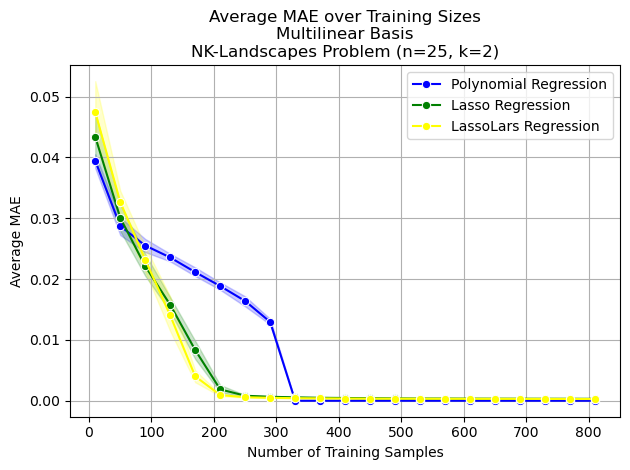 Average MAE over Training Sizes
Multilinear Basis
NK-Landscapes Problem (n=25, k=2)
Polynomial Regression
Lasso Regression
LassoLars Regression
Average MAE
0.05
0.04
0.03
0.02
0.01
0.00
0 100 200 300 400 500 600 700 800
Number of Training Samples